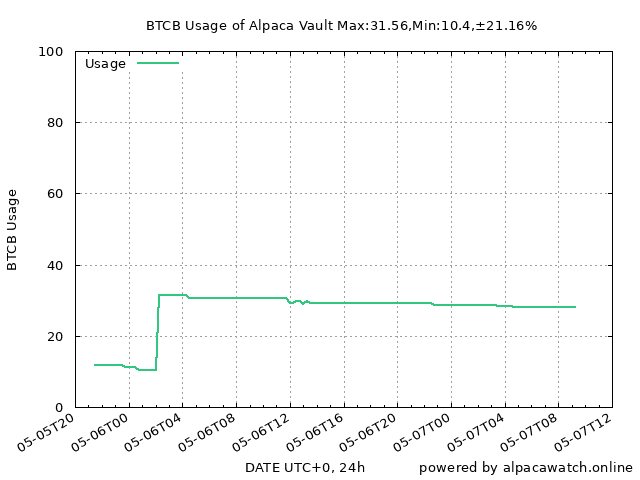 BTCB Usage of Alpaca Vault Max:31.56,Min:10.4,±21.16%
Usage
BTCB Usage
100
80
60
40
20
0
05-05T20
05-06T00
05-06T04
05-06T08
05-06T12
05-06T16
05-06T20
05-07T00
05-07T04
05-07T08
05-07T12
DATE UTC+0, 24h
powered by alpacawatch.online